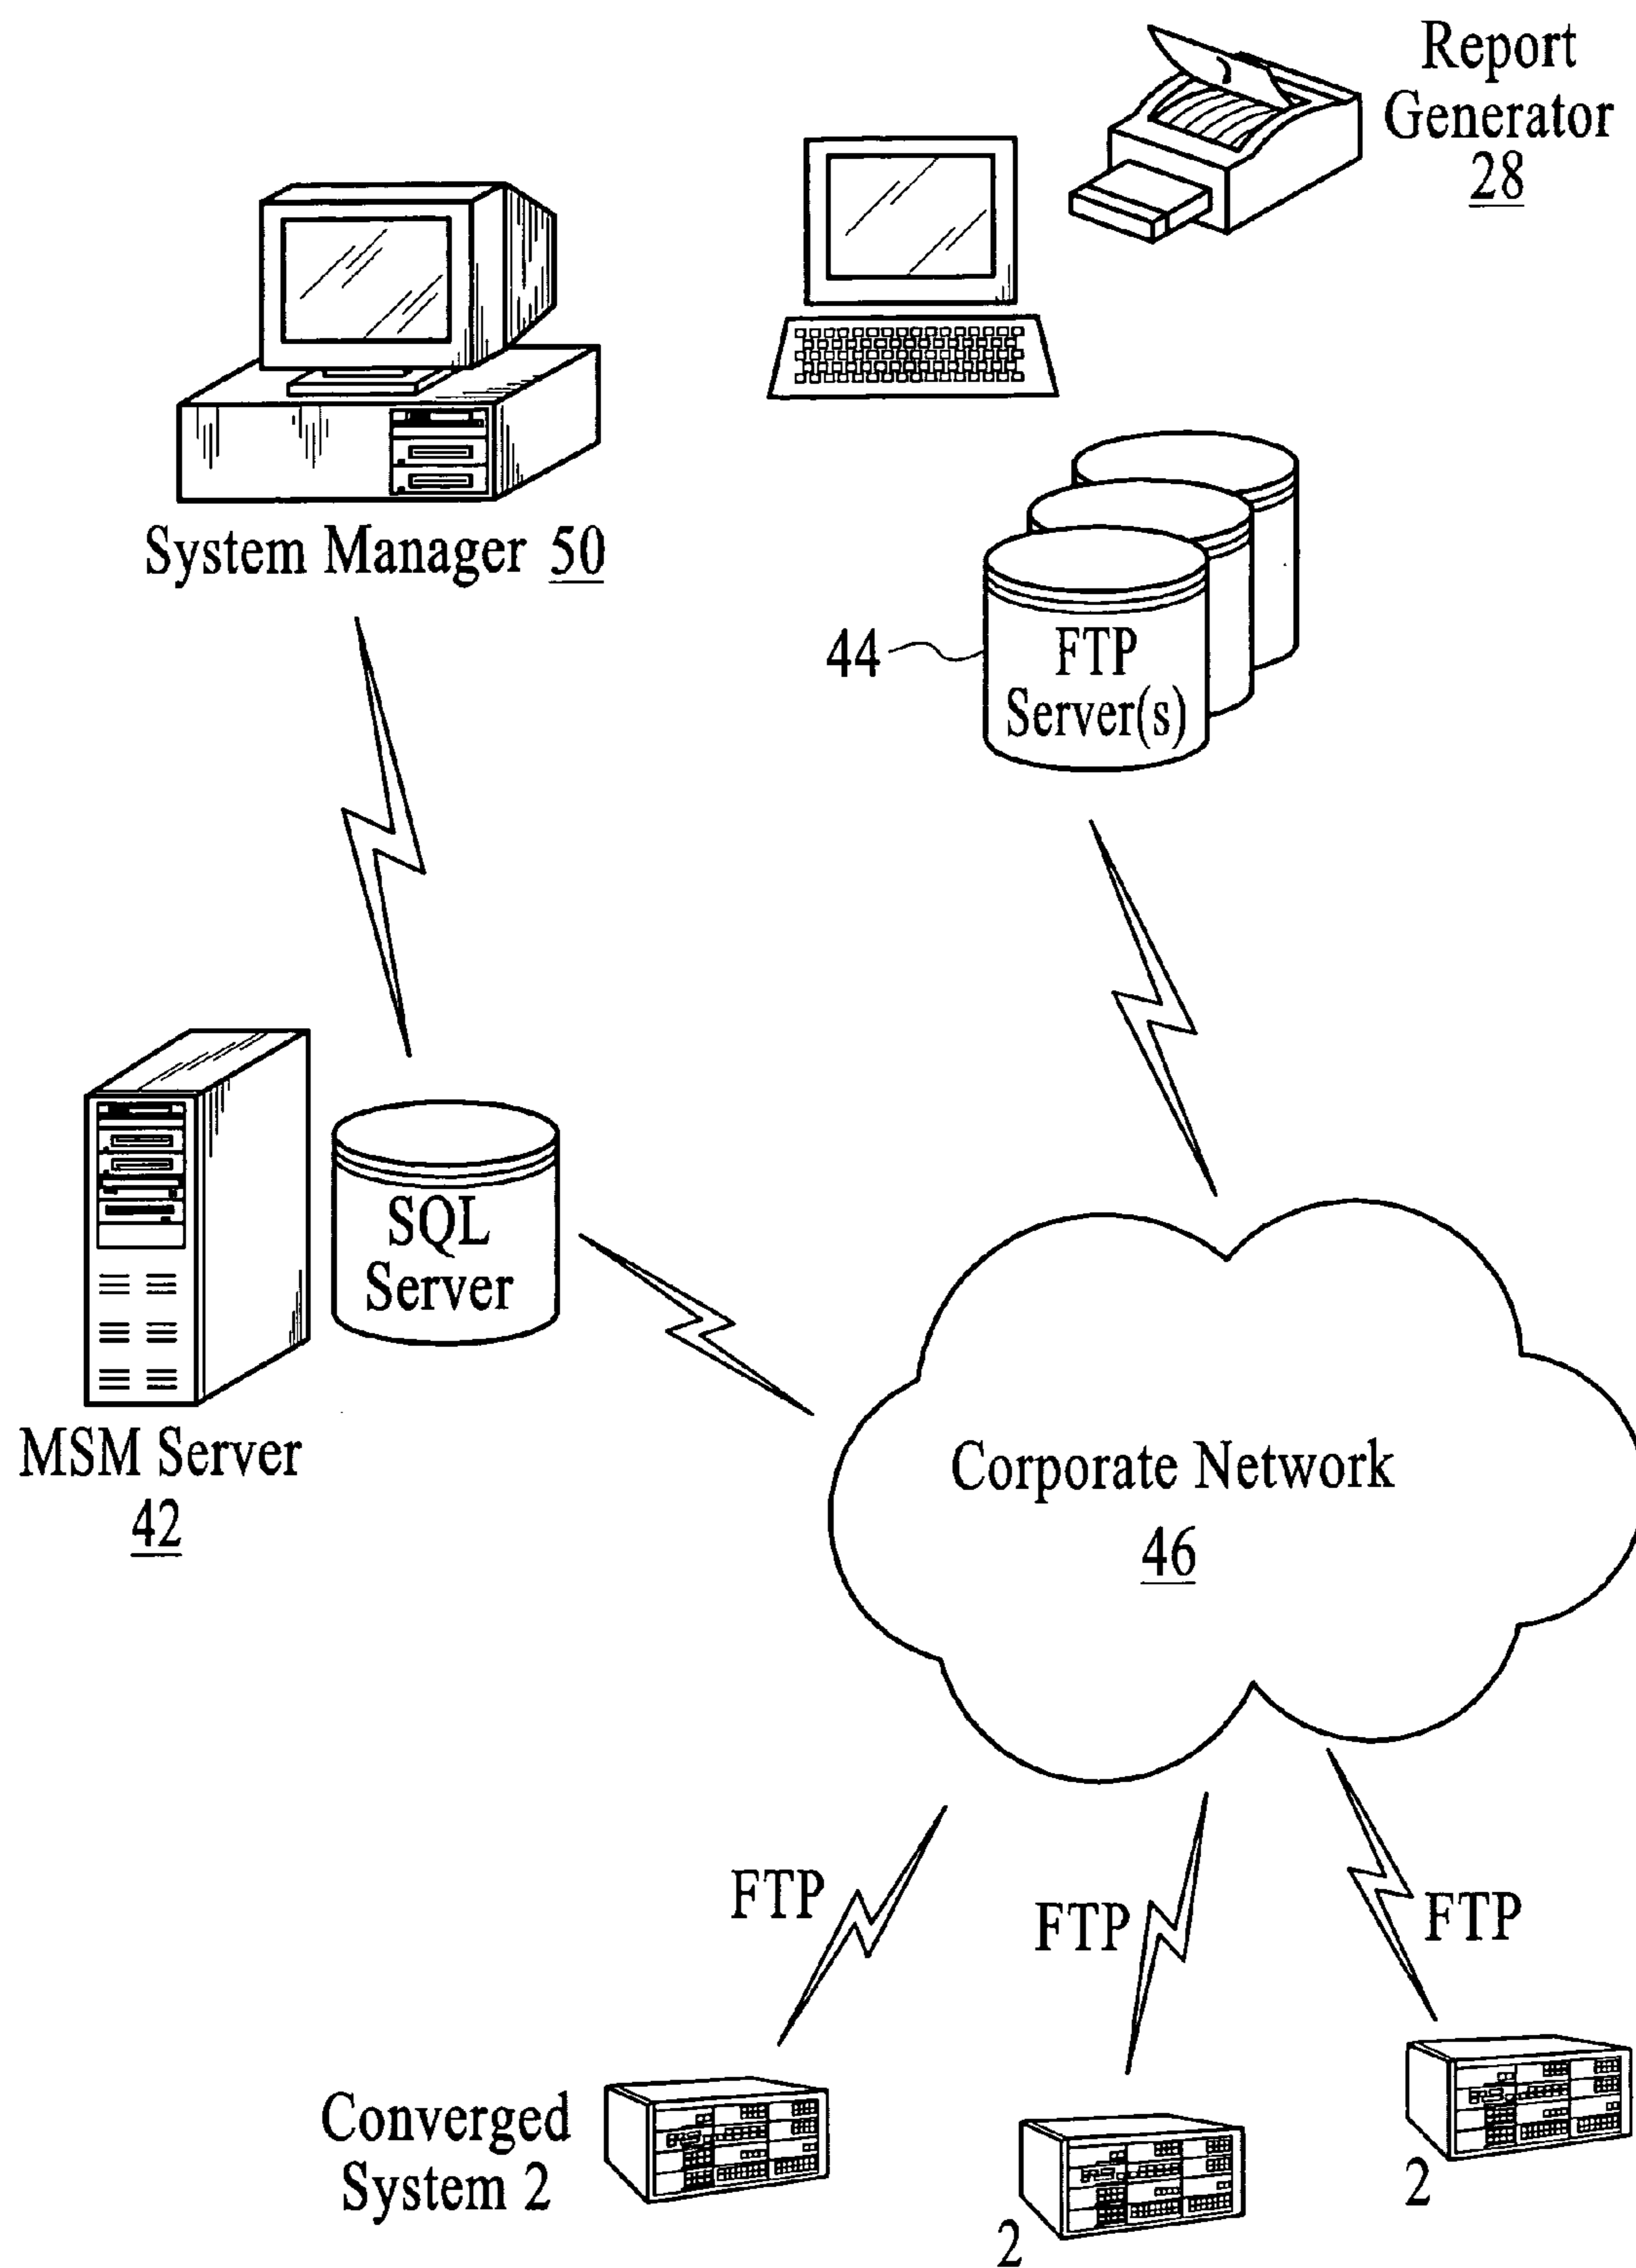 Report
Generator
28
System Manager 50
44
FTP
Server(s)
SQL
Server
MSM Server
42
Corporate Network
46
FTP
FTP
FTP
Converged
System 2
2
2